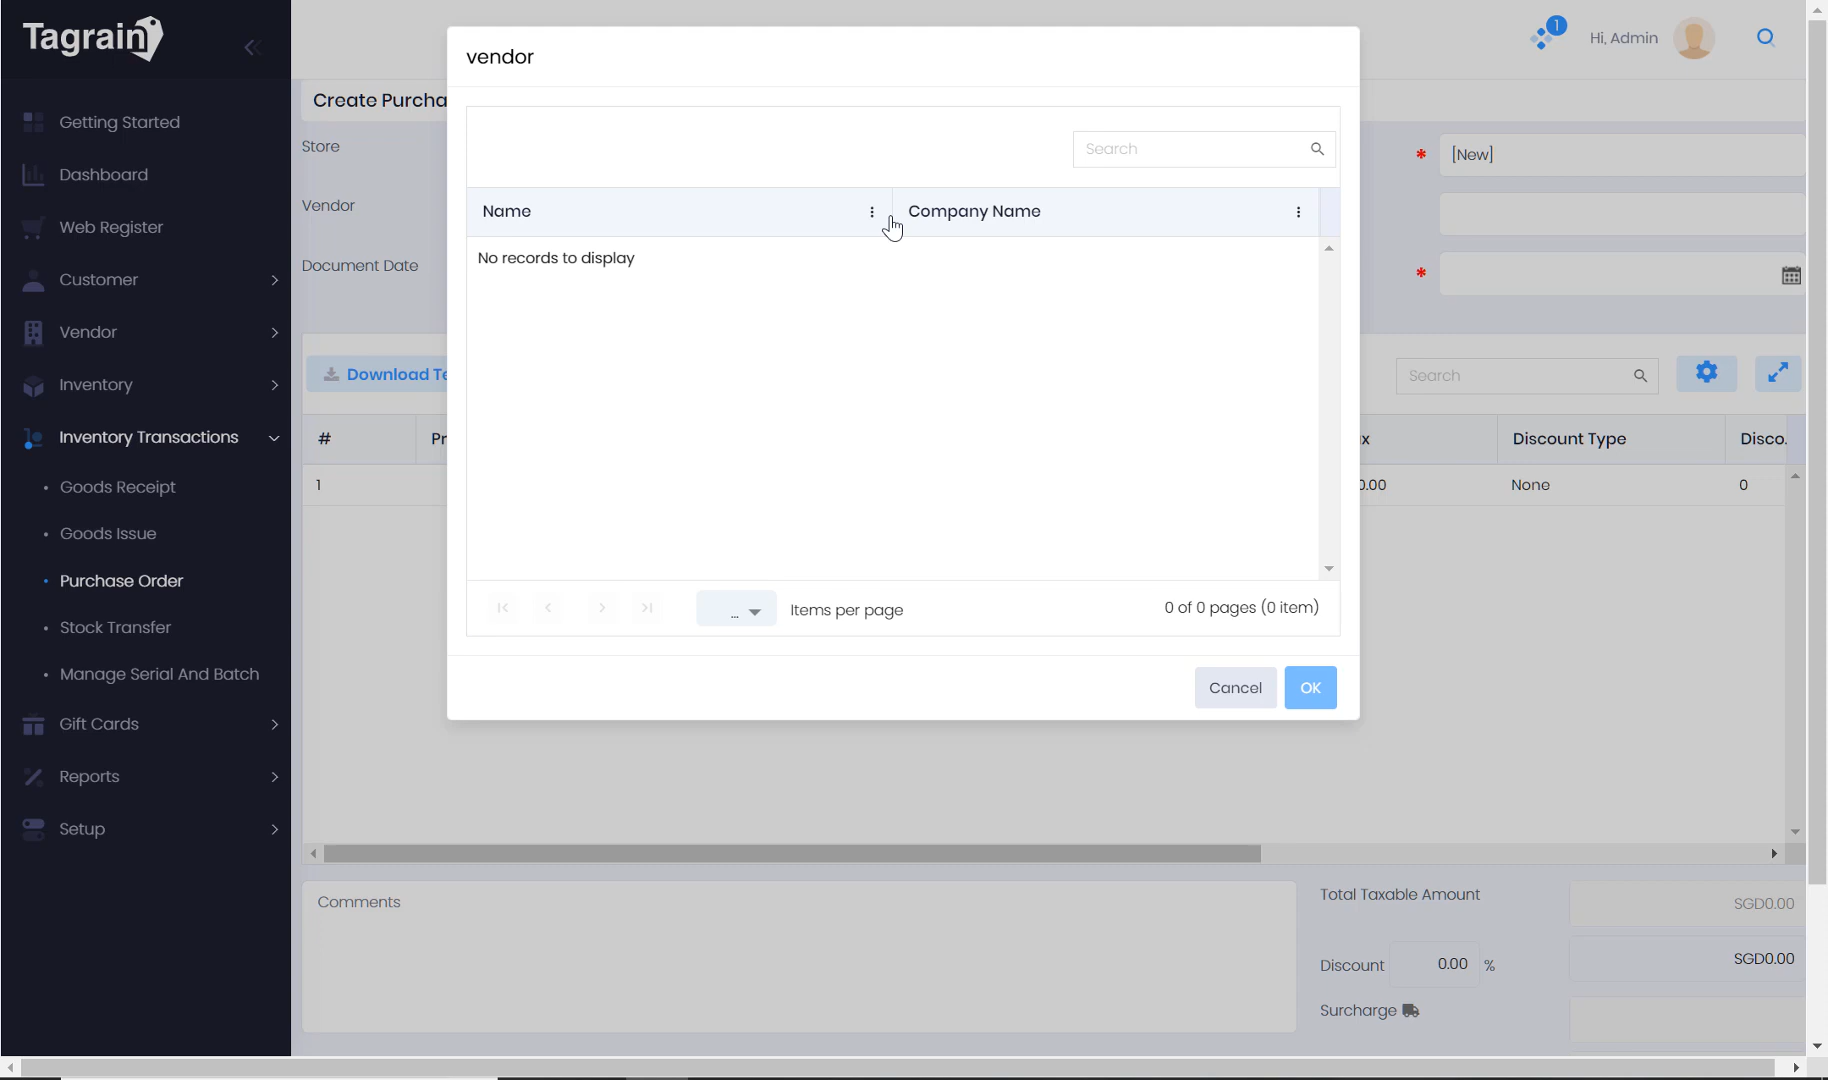 Tagrain
Getting Started
Dashboard
Web Register
Customer
Vendor
Inventory
Inventory Transactions
Goods Receipt
Goods Issue
Purchase Order
Stock Transfer
Manage Serial And Batch
Gift Cards
Reports
Setup
1
Hi, Admin
Create Purcha
Store
Vendor
Document Date
* [New]
*
vendor
Search
Name
Company Name
No records to display
... Items per page
0 of 0 pages (0 item)
Cancel
OK
Download Te
Search
# Pr x Discount Type Disco.
1 0.00 None 0
Comments
Total Taxable Amount
SGD0.00
Discount 0.00 %
SGD0.00
Surcharge